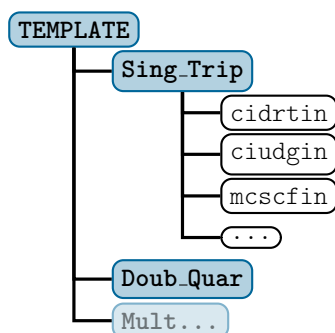 TEMPLATE
Sing_Trip
cidrtin
ciudgin
mcscfin
...
Doub_Quar
Mult...